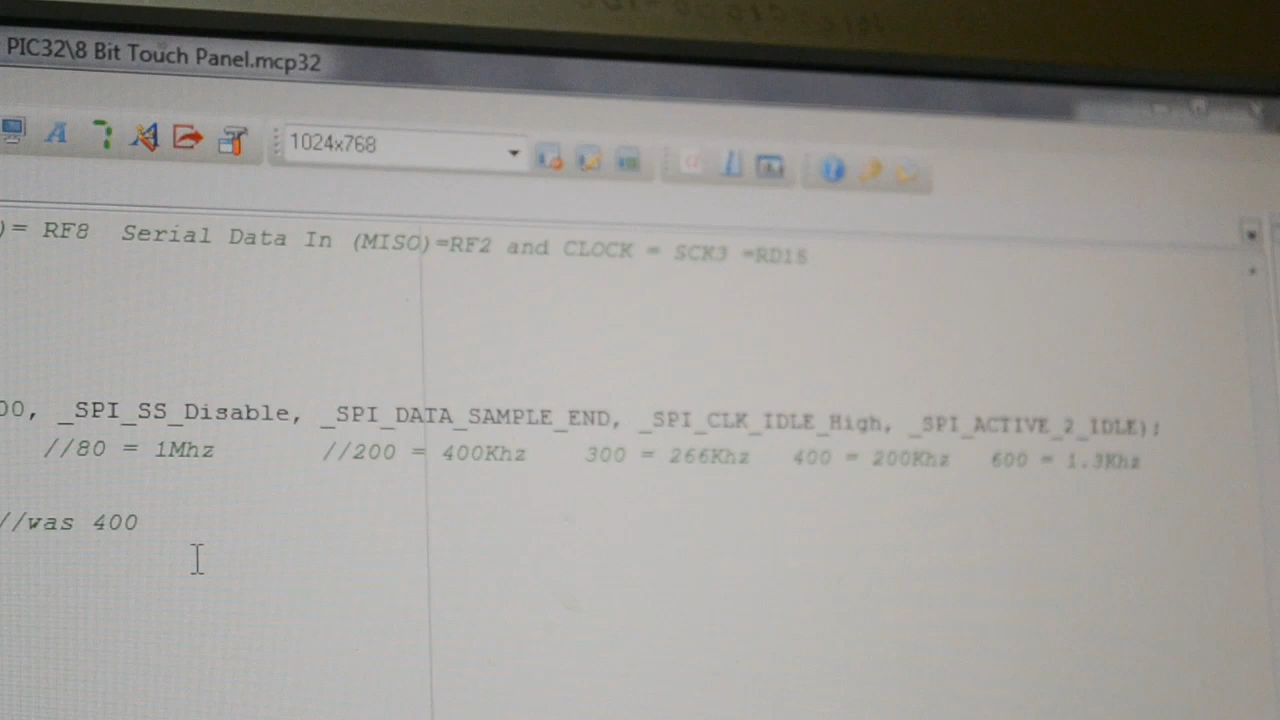 PIC32\8 Bit Touch Panel.mcp32
1024x768
)= RF8 Serial Data In (MISO)=RF2 and CLOCK = SCK3 =RD15
00, _SPI_SS_Disable, _SPI_DATA_SAMPLE_END, _SPI_CLK_IDLE_High, _SPI_ACTIVE_2_IDLE);
//80 = 1Mhz //200 = 400Khz 300 = 266Khz 400 = 200Khz 600 = 1.3Khz
//was 400